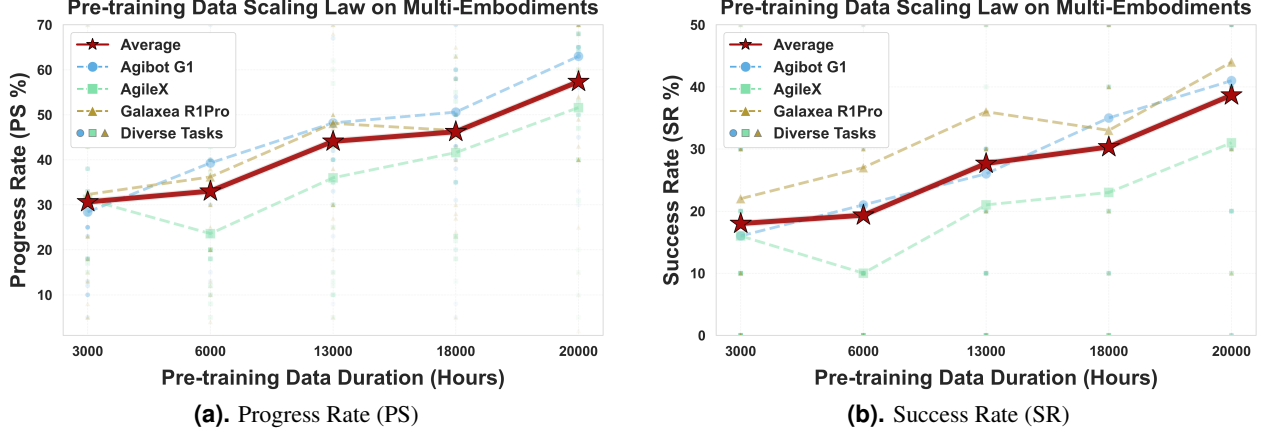 Pre-training Data Scaling Law on Multi-Embodiments
Progress Rate (PS %)
70
60
50
40
30
20
10
Average
Agibot G1
AgileX
Galaxea R1Pro
Diverse Tasks
3000
6000
13000
18000
20000
Pre-training Data Duration (Hours)
(a). Progress Rate (PS)
Pre-training Data Scaling Law on Multi-Embodiments
Success Rate (SR %)
50
40
30
20
10
0
Average
Agibot G1
AgileX
Galaxea R1Pro
Diverse Tasks
3000
6000
13000
18000
20000
Pre-training Data Duration (Hours)
(b). Success Rate (SR)